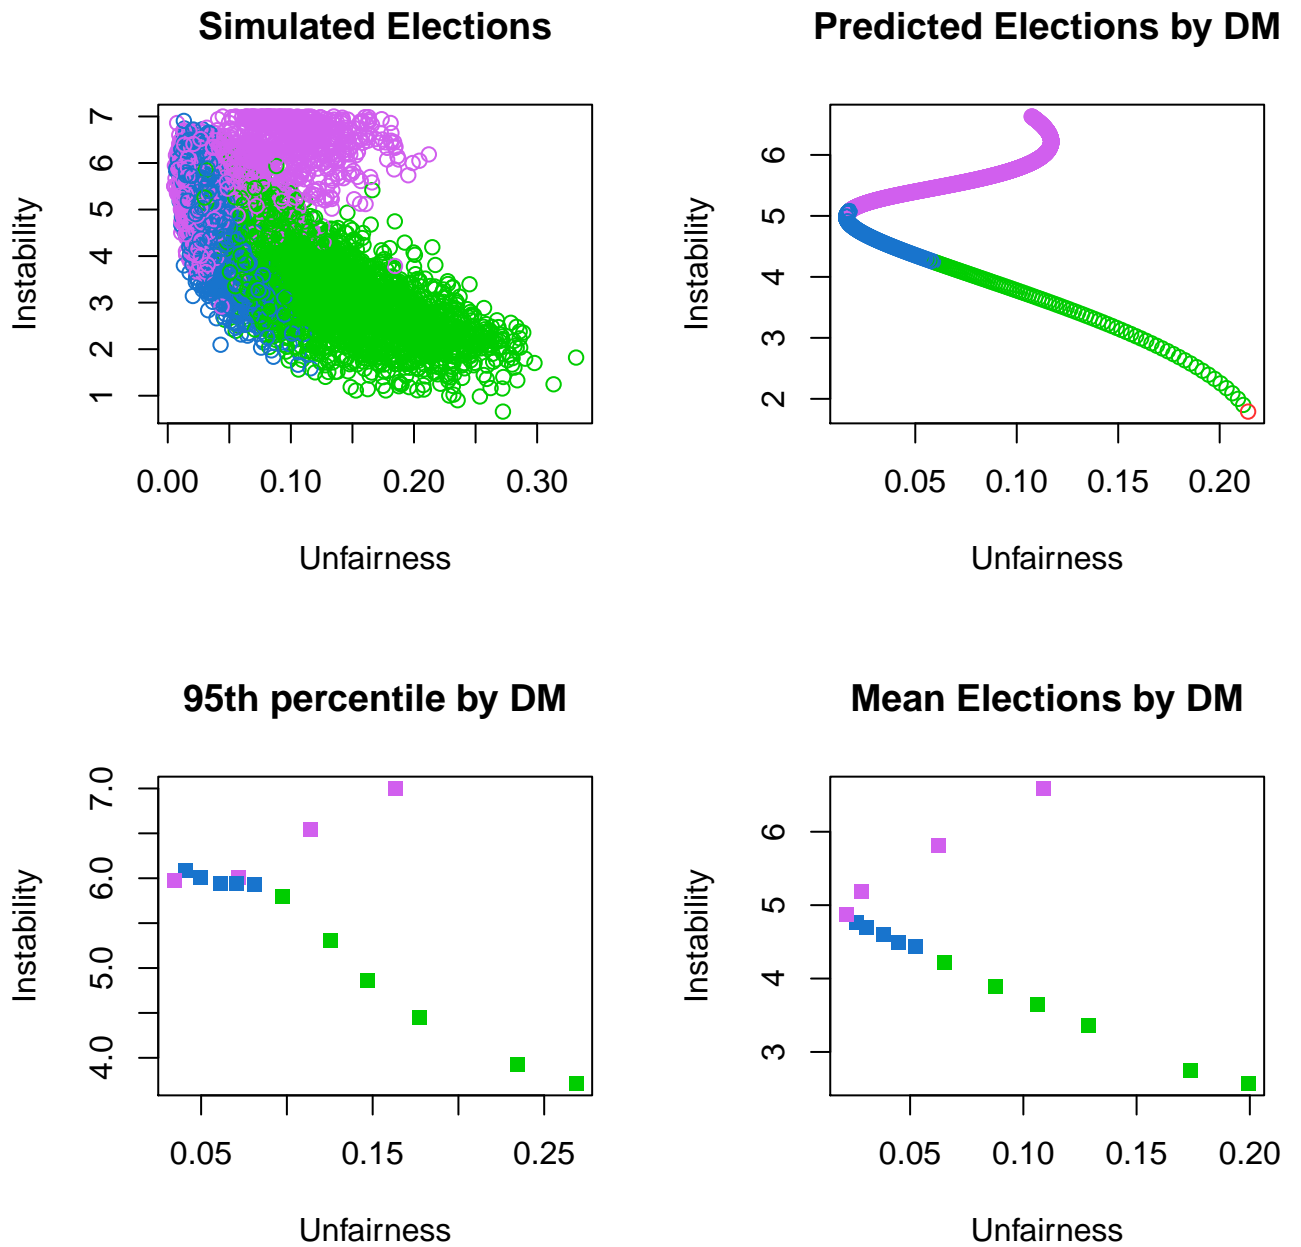 Simulated Elections
Instability
7
6
5
4
3
2
1
0.00 0.10 0.20 0.30
Unfairness
Predicted Elections by DM
Instability
6
5
4
3
2
0.05 0.10 0.15 0.20
Unfairness
95th percentile by DM
Instability
7.0
6.0
5.0
4.0
0.05 0.15 0.25
Unfairness
Mean Elections by DM
Instability
6
5
4
3
0.05 0.10 0.15 0.20
Unfairness